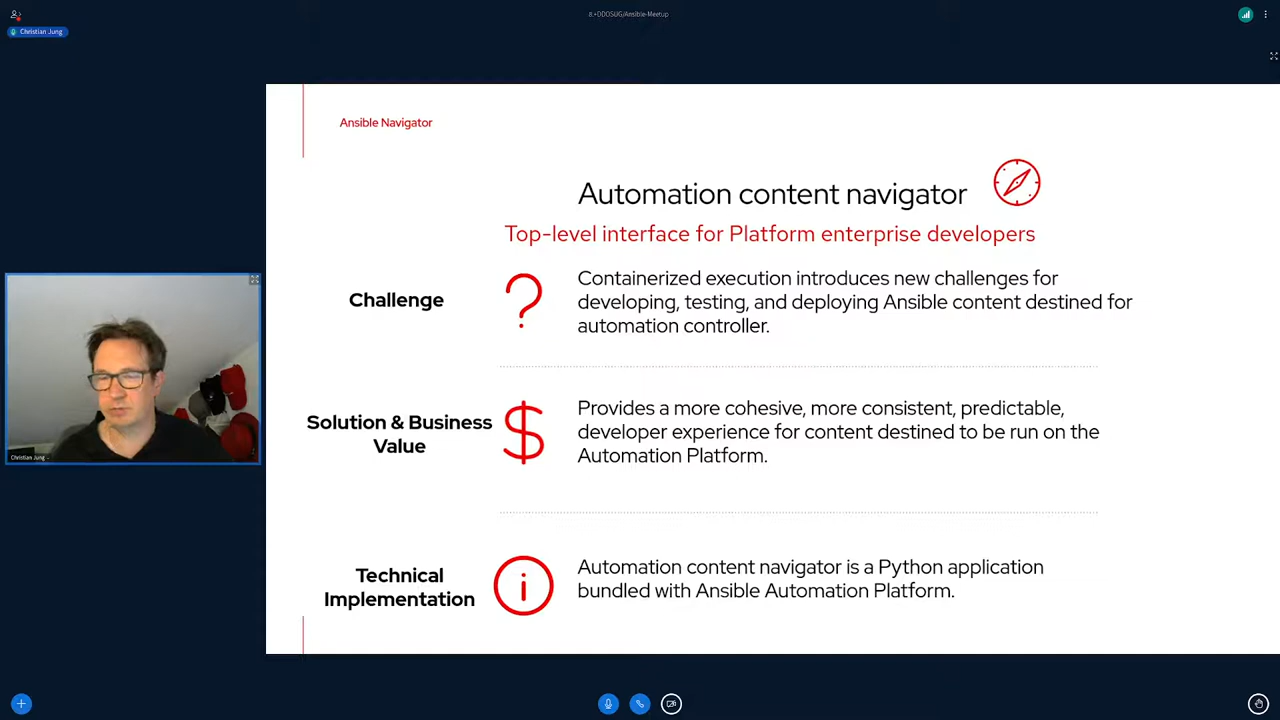 8.+DDOSUG/Ansible-Meetup
Christian Jung
Ansible Navigator
Automation content navigator
Top-level interface for Platform enterprise developers
Challenge
Containerized execution introduces new challenges for
developing, testing, and deploying Ansible content destined for
automation controller.
Solution & Business
Value
$
Provides a more cohesive, more consistent, predictable,
developer experience for content destined to be run on the
Automation Platform.
Technical
Implementation
Automation content navigator is a Python application
bundled with Ansible Automation Platform.
Christian Jung